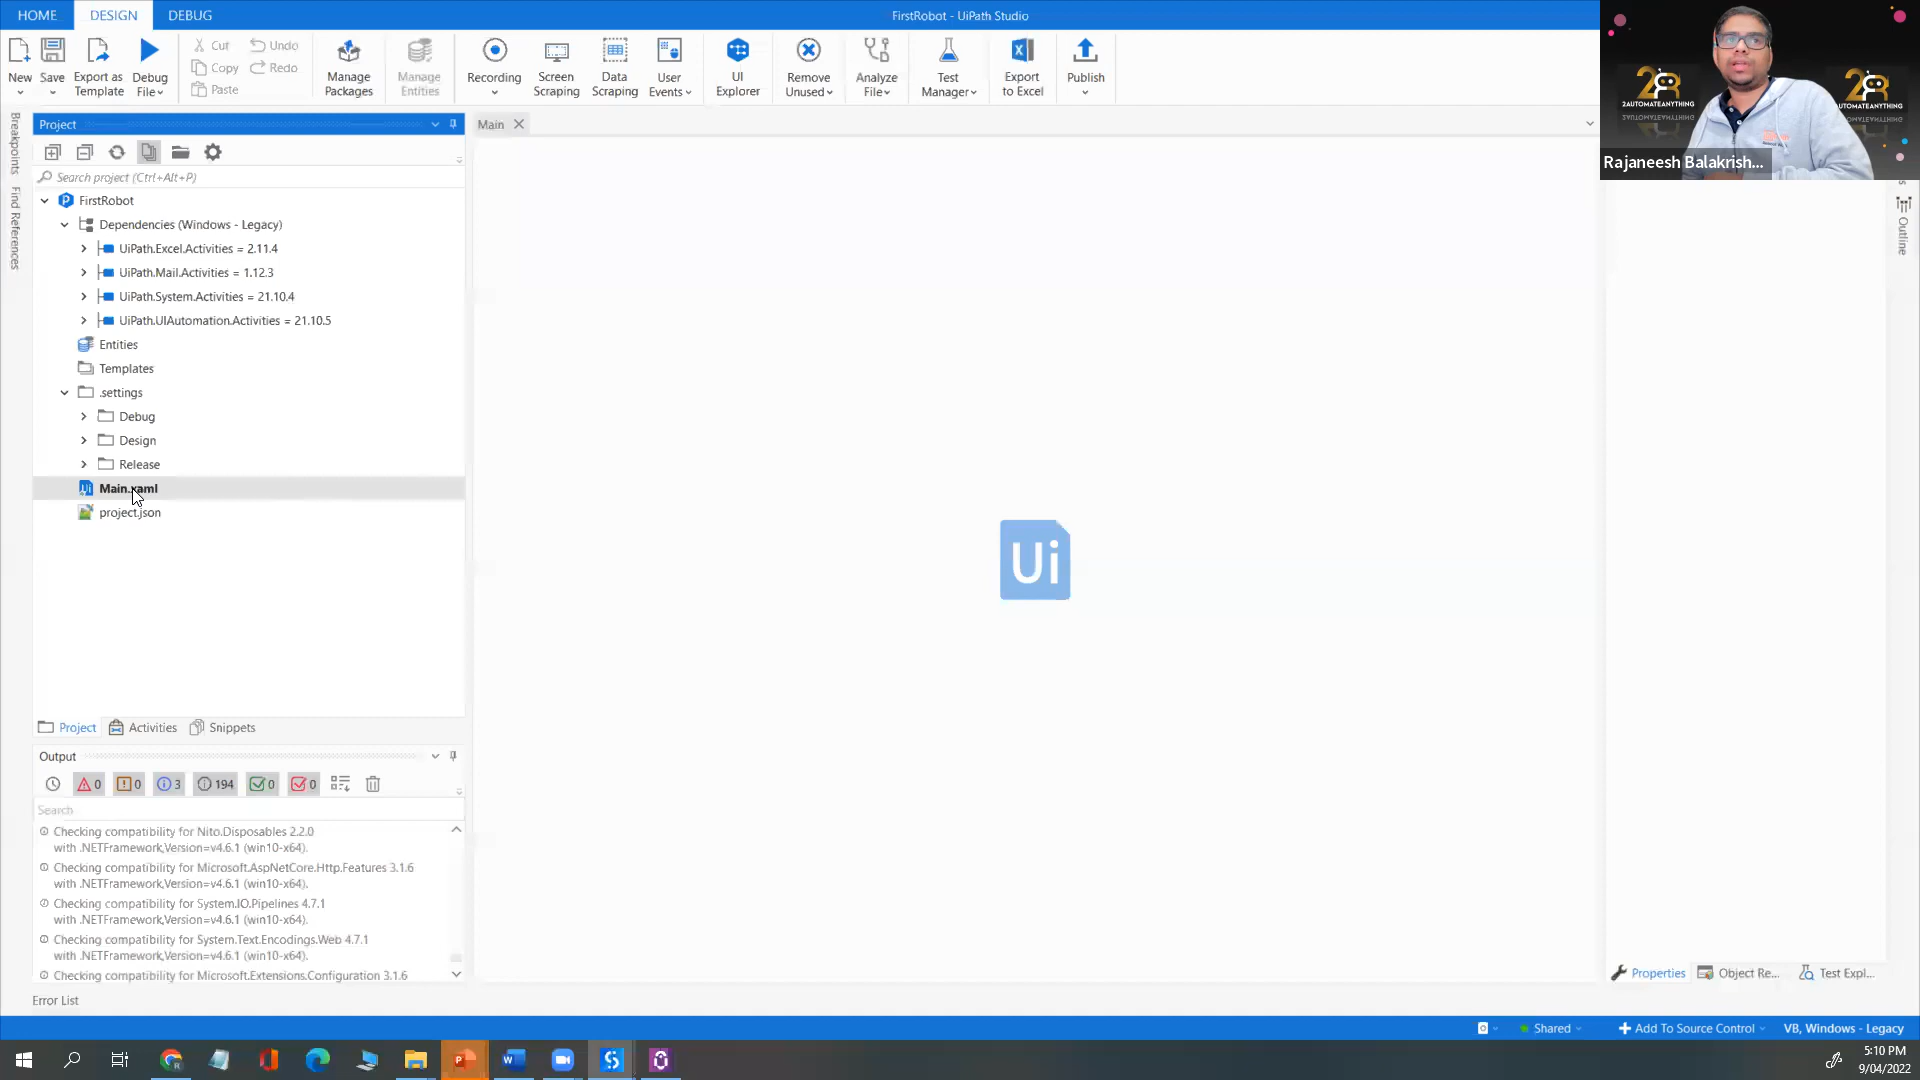 HOME DESIGN DEBUG
FirstRobot - UiPath Studio
New
Save
Export as Template
Debug File
Cut
Copy
Paste
Undo
Redo
Manage Packages
Manage Entities
Recording
Screen Scraping
Data Scraping
User Events
UI Explorer
Remove Unused
Analyze File
Test Manager
Export to Excel
Publish
2AUTOMATEANYTHING
2AUTOMATEANYTHING
Rajaneesh Balakrish...
Breakpoints
Find References
Project
Search project (Ctrl+Alt+P)
FirstRobot
Dependencies (Windows - Legacy)
UiPath.Excel.Activities = 2.11.4
UiPath.Mail.Activities = 1.12.3
UiPath.System.Activities = 21.10.4
UiPath.UIAutomation.Activities = 21.10.5
Entities
Templates
.settings
Debug
Design
Release
Main.xaml
project.json
Main
Ui
Outline
Project Activities Snippets
Output
0 0 3 194 0 0
Search
Checking compatibility for Nito.Disposables 2.2.0
with .NETFramework,Version=v4.6.1 (win10-x64).
Checking compatibility for Microsoft.AspNetCore.Http.Features 3.1.6
with .NETFramework,Version=v4.6.1 (win10-x64).
Checking compatibility for System.IO.Pipelines 4.7.1
with .NETFramework,Version=v4.6.1 (win10-x64).
Checking compatibility for System.Text.Encodings.Web 4.7.1
with .NETFramework,Version=v4.6.1 (win10-x64).
Checking compatibility for Microsoft.Extensions.Configuration 3.1.6
Properties Object Re... Test Expl...
Error List
Shared
Add To Source Control
VB, Windows - Legacy
5:10 PM
9/04/2022